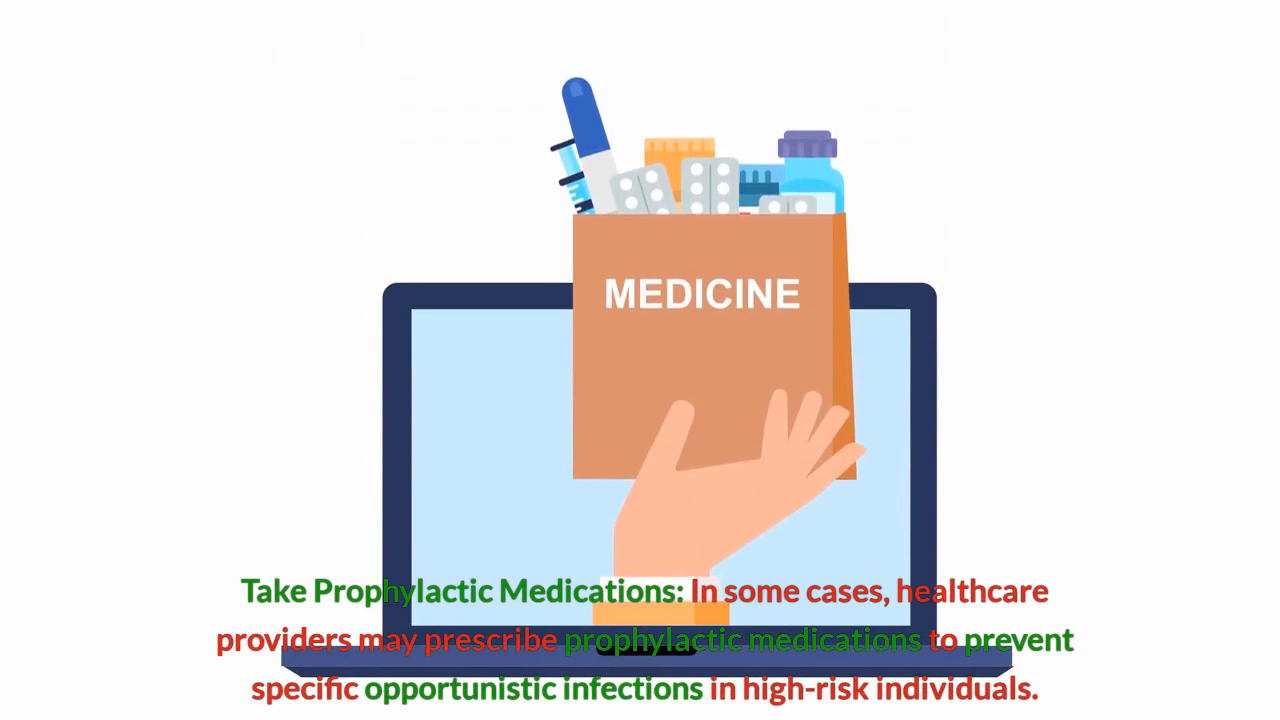 MEDICINE
Take Prophylactic Medications: In some cases, healthcare
providers may prescribe prophylactic medications to prevent
specific opportunistic infections in high-risk individuals.